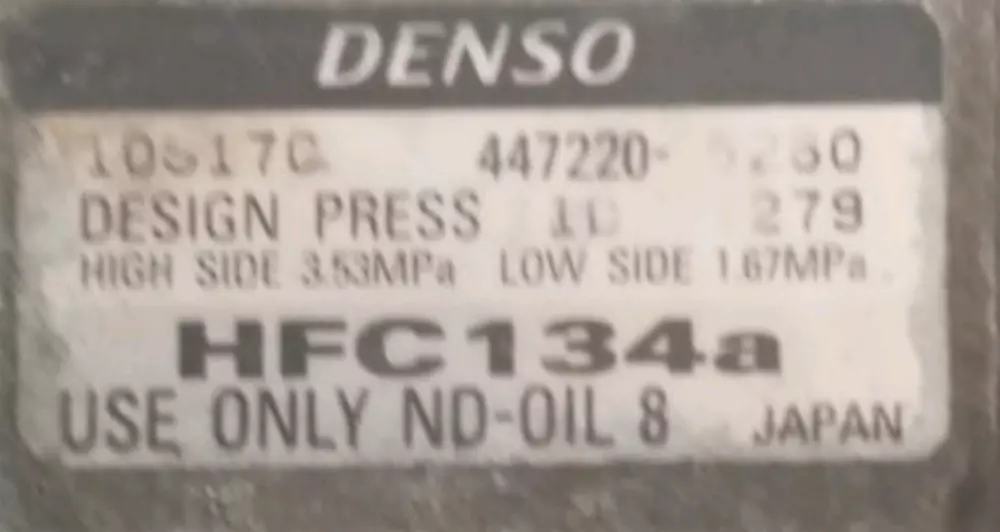 DENSO
10S17C 447220-
DESIGN PRESS 279
HIGH SIDE 3.53MPa LOW SIDE 1.67MPa
HFC134a
USE ONLY ND-OIL 8 JAPAN